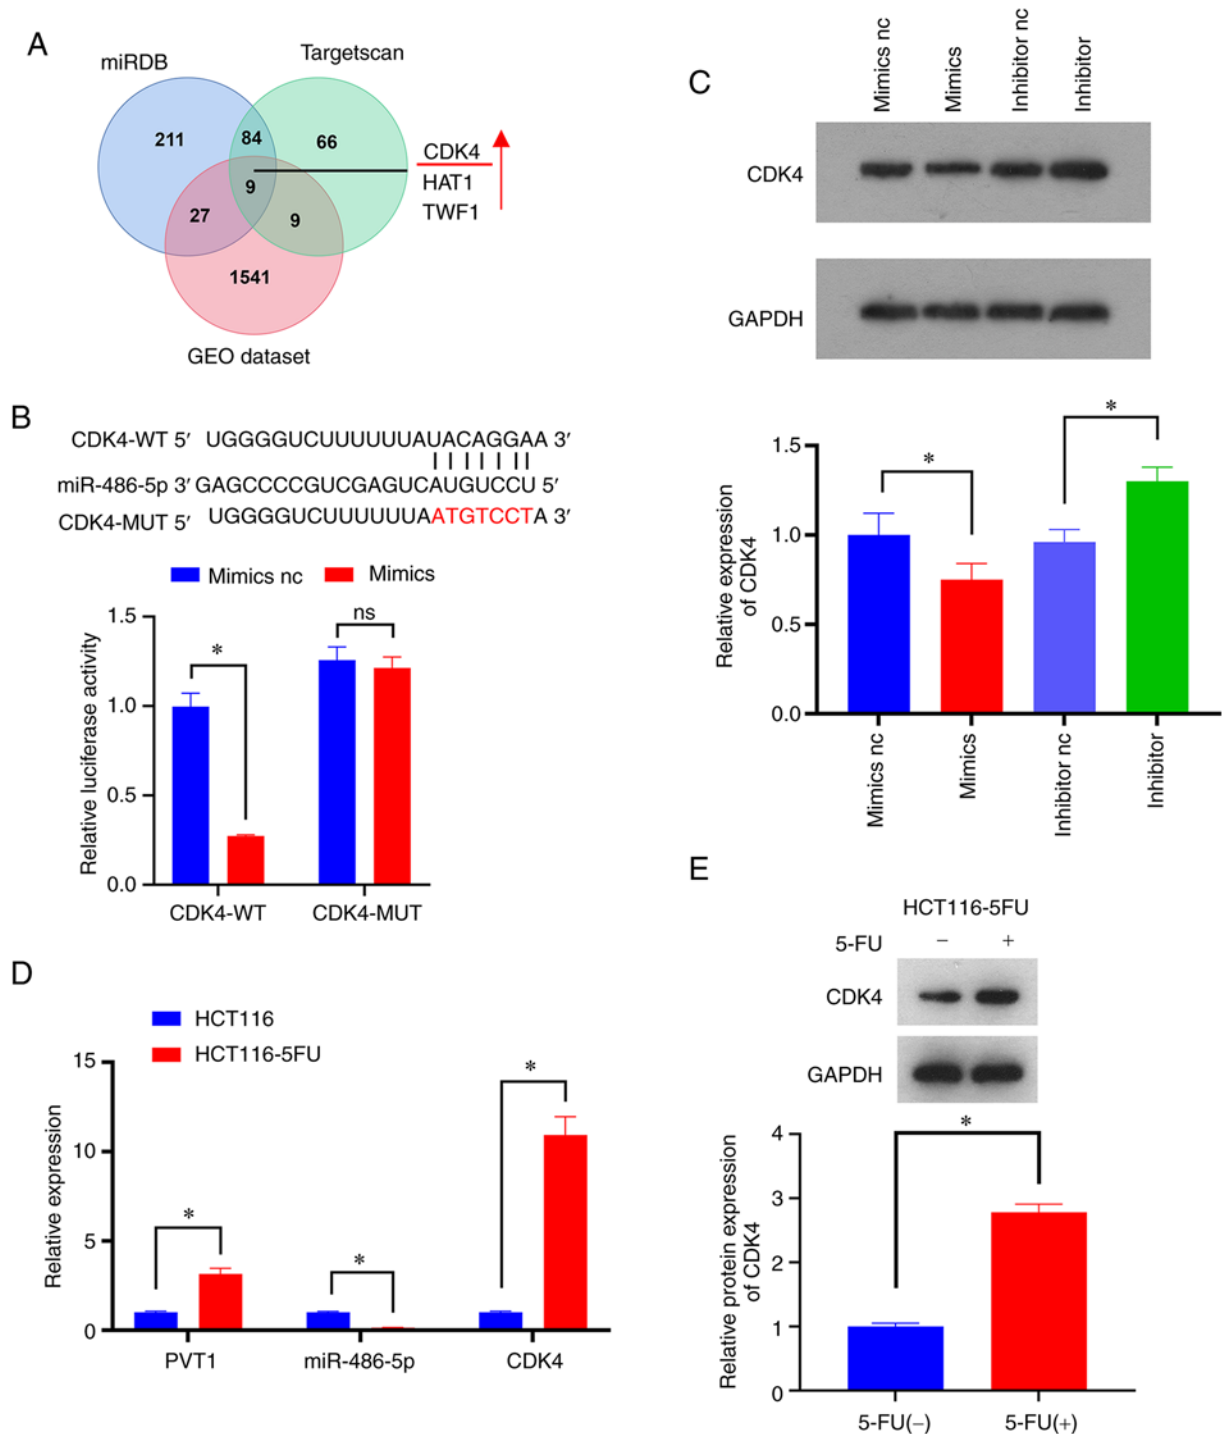 A
miRDB
Targetscan
211
84
66
9
27
9
1541
CDK4
HAT1
TWF1
GEO dataset
B
CDK4-WT 5′ UGGGGUCUUUUUUAUACAGGAA 3′
miR-486-5p 3′ GAGCCCCGUCGAGUCAUGUCCU 5′
CDK4-MUT 5′ UGGGGUCUUUUUUAATGTCCTA 3′
Mimics nc
Mimics
Relative luciferase activity
1.5
1.0
0.5
0.0
*
ns
CDK4-WT
CDK4-MUT
C
Mimics nc
Mimics
Inhibitor nc
Inhibitor
CDK4
GAPDH
Relative expression
of CDK4
1.5
1.0
0.5
0.0
*
*
Mimics nc
Mimics
Inhibitor nc
Inhibitor
D
HCT116
HCT116-5FU
Relative expression
15
10
5
0
*
*
*
PVT1
miR-486-5p
CDK4
E
HCT116-5FU
5-FU − +
CDK4
GAPDH
Relative protein expression
of CDK4
4
3
2
1
0
*
5-FU(−)
5-FU(+)